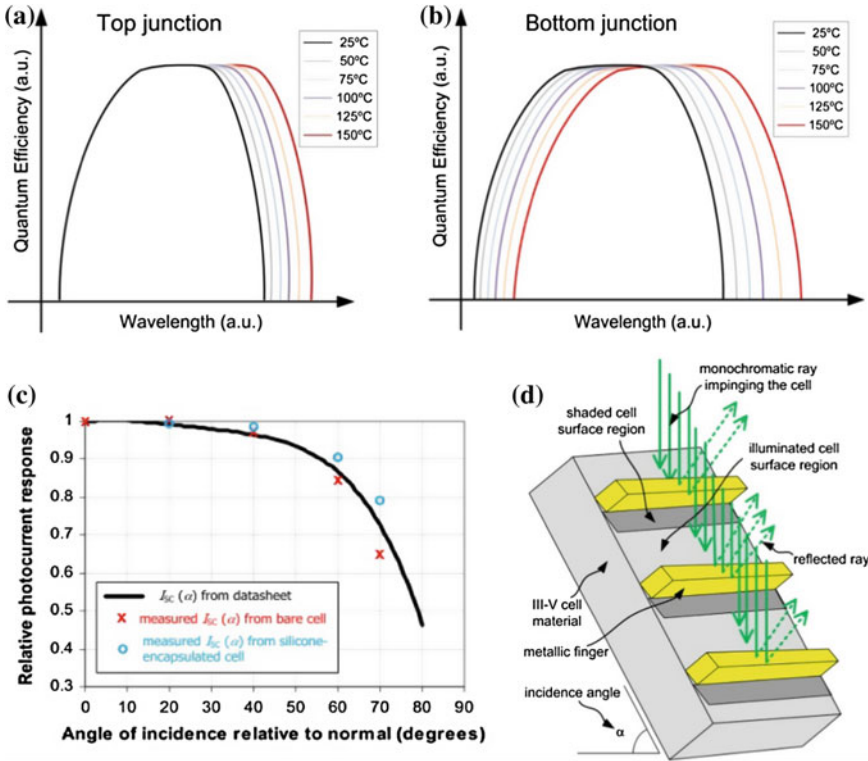 (a)
Top junction
Quantum Efficiency (a.u.)
25ºC
50ºC
75ºC
100ºC
125ºC
150ºC
Wavelength (a.u.)
(b)
Bottom junction
Quantum Efficiency (a.u.)
25ºC
50ºC
75ºC
100ºC
125ºC
150ºC
Wavelength (a.u.)
(c)
Relative photocurrent response
1
0.9
0.8
0.7
0.6
0.5
0.4
0.3
I_SC (α) from datasheet
measured I_SC (α) from bare cell
measured I_SC (α) from silicone-
encapsulated cell
0 10 20 30 40 50 60 70 80 90
Angle of incidence relative to normal (degrees)
(d)
monochromatic ray
impinging the cell
shaded cell
surface region
illuminated cell
surface region
reflected ray
III-V cell
material
metallic finger
incidence angle
α